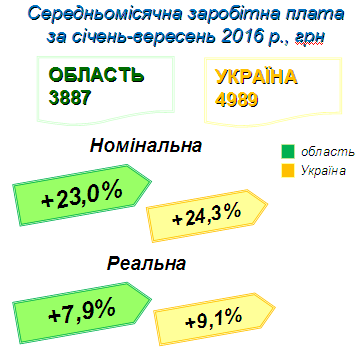 Середньомісячна заробітна плата
за січень-вересень 2016 р., грн
ОБЛАСТЬ
3887
УКРАЇНА
4989
Номінальна
область
Україна
+23,0%
+24,3%
Реальна
+7,9%
+9,1%